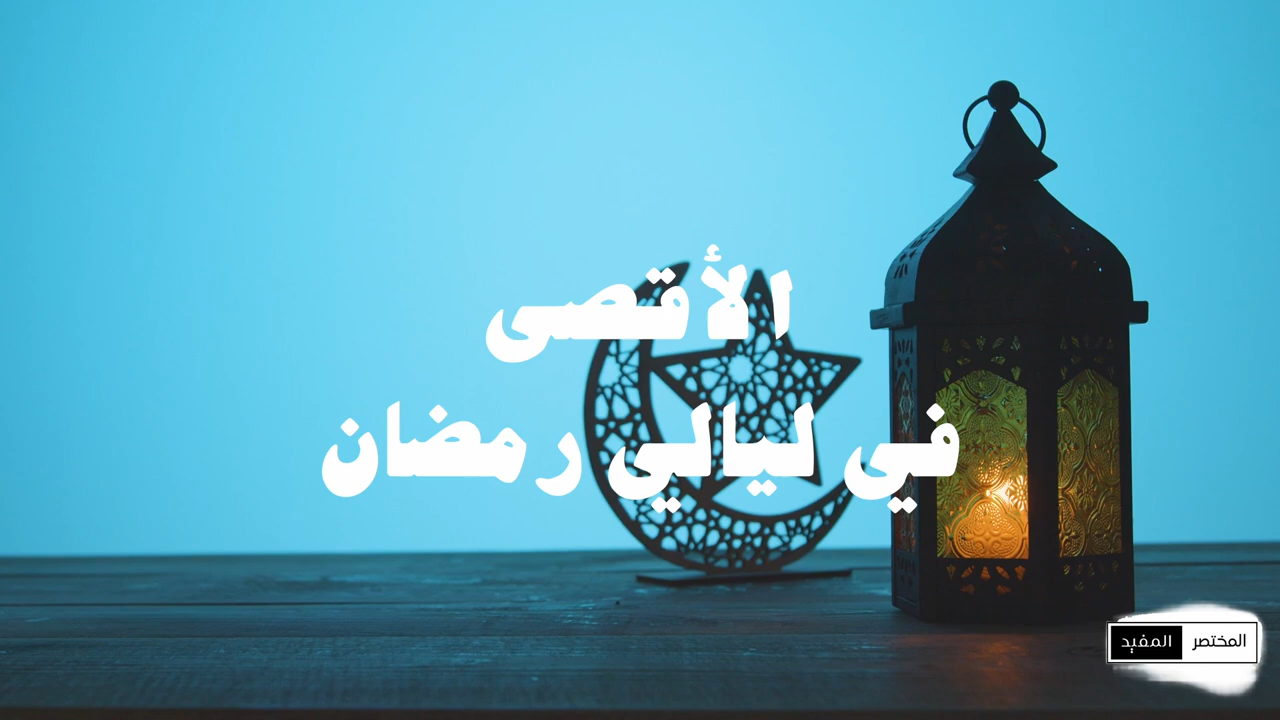 الأقصى
في ليالي رمضان
المختصر المفيد